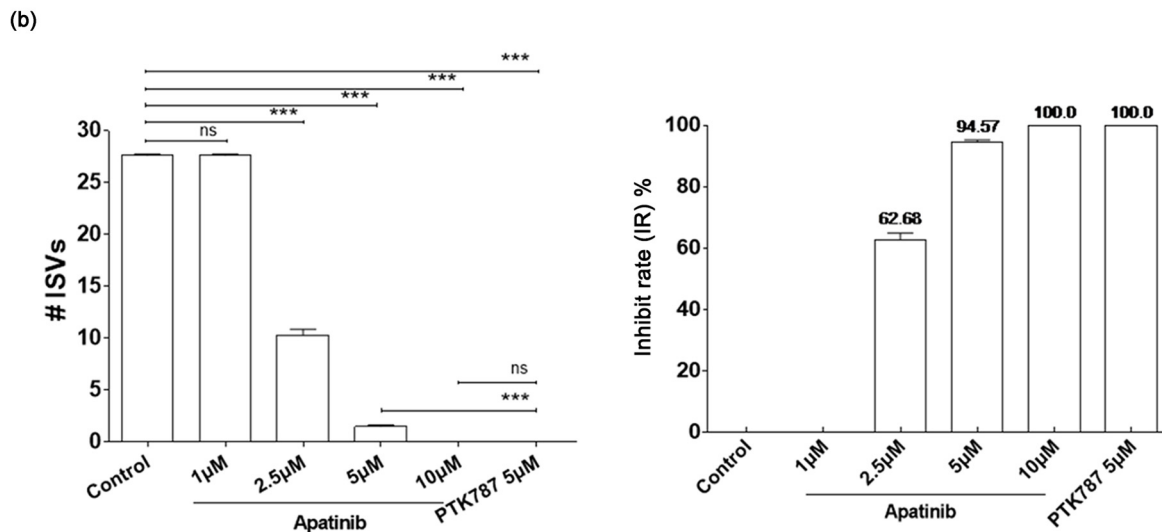 (b)
***
***
***
***
ns
30
25
20
15
10
5
0
# ISVs
ns
***
Control
1µM
2.5µM
5µM
10µM
PTK787 5µM
Apatinib
100
80
60
40
20
0
Inhibit rate (IR) %
62.68
94.57
100.0
100.0
Control
1µM
2.5µM
5µM
10µM
PTK787 5µM
Apatinib